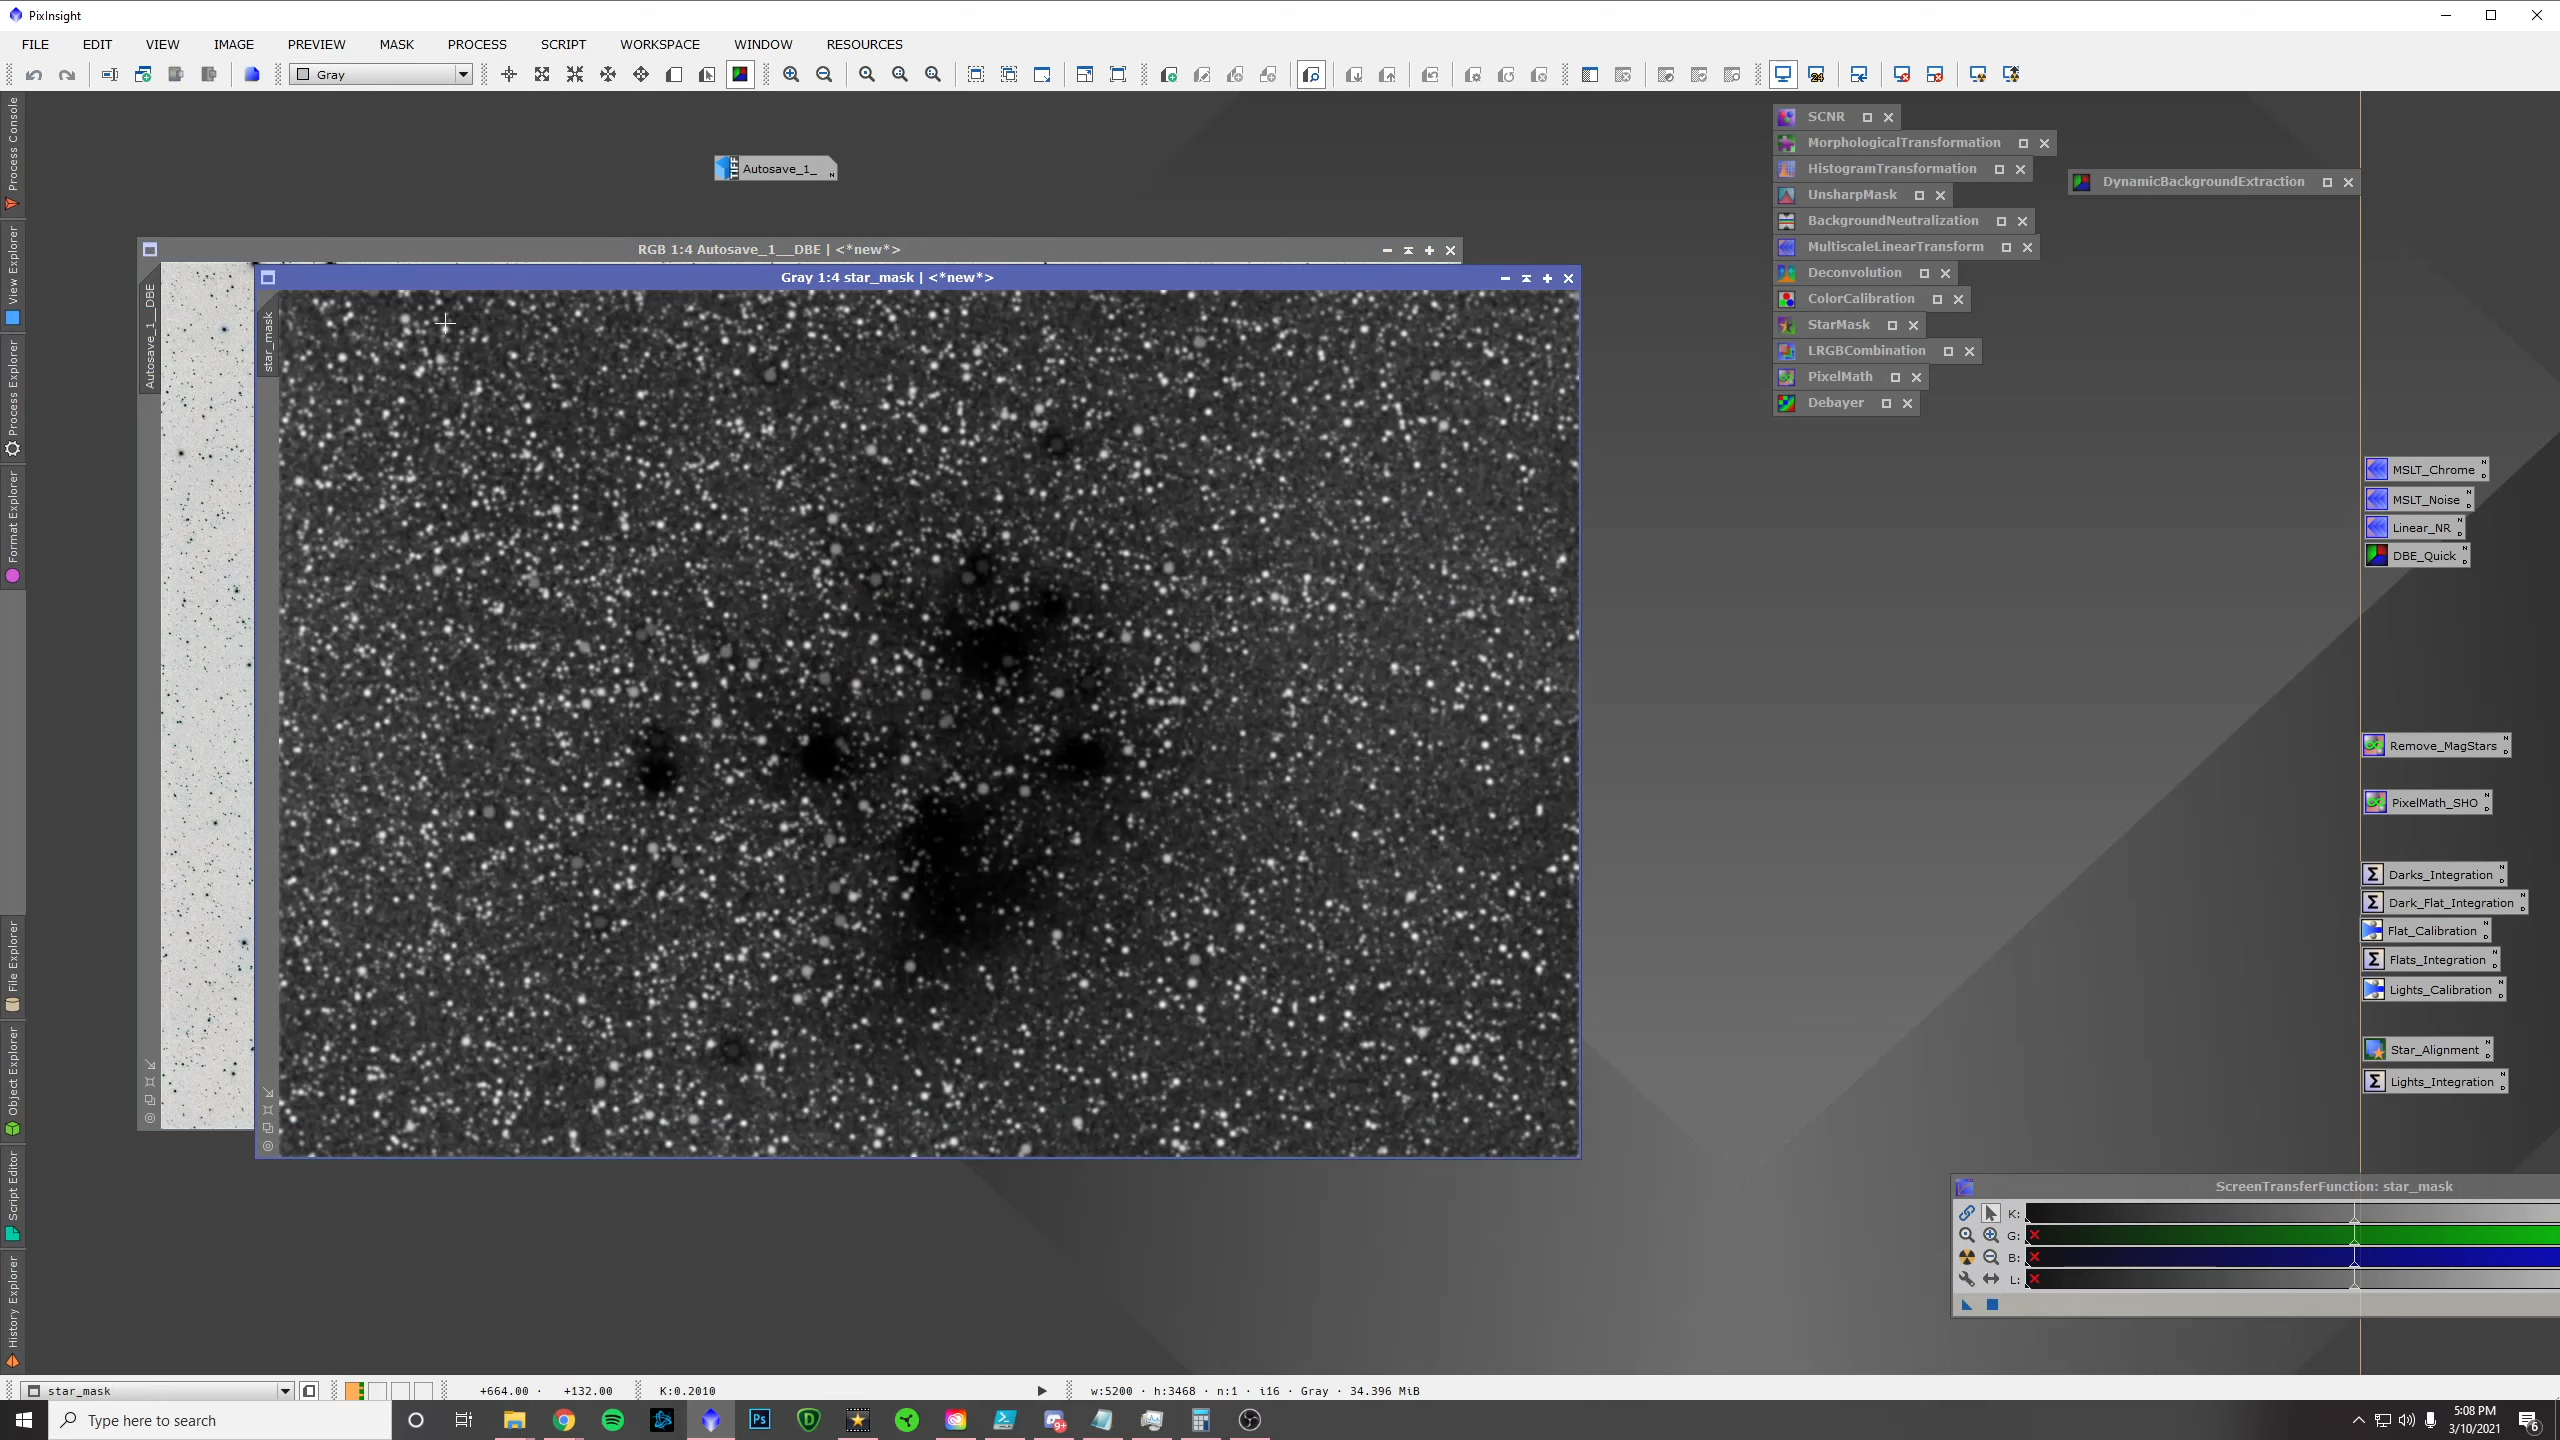 PixInsight
FILE EDIT VIEW IMAGE PREVIEW MASK PROCESS SCRIPT WORKSPACE WINDOW RESOURCES
Gray
24
Process Console
View Explorer
Process Explorer
Format Explorer
File Explorer
Object Explorer
Script Editor
History Explorer
TIFF
Autosave_1_
N
RGB 1:4 Autosave_1__DBE | <*new*>
Autosave_1__DBE
Gray 1:4 star_mask | <*new*>
star_mask
SCNR
MorphologicalTransformation
HistogramTransformation
UnsharpMask
BackgroundNeutralization
MultiscaleLinearTransform
Deconvolution
ColorCalibration
StarMask
LRGBCombination
PixelMath
Debayer
DynamicBackgroundExtraction
MSLT_Chrome N D
MSLT_Noise N D
Linear_NR N D
DBE_Quick N D
Remove_MagStars N D
PixelMath_SHO N D
Σ Darks_Integration N D
Σ Dark_Flat_Integration N D
Flat_Calibration N D
Σ Flats_Integration N D
Lights_Calibration N D
Star_Alignment N D
Σ Lights_Integration N D
ScreenTransferFunction: star_mask
K:
G:
B:
L:
star_mask
+664.00 · +132.00
K:0.2010
w:5200 · h:3468 · n:1 · i16 · Gray · 34.396 MiB
Type here to search
Ps
9+
5:08 PM
3/10/2021
6